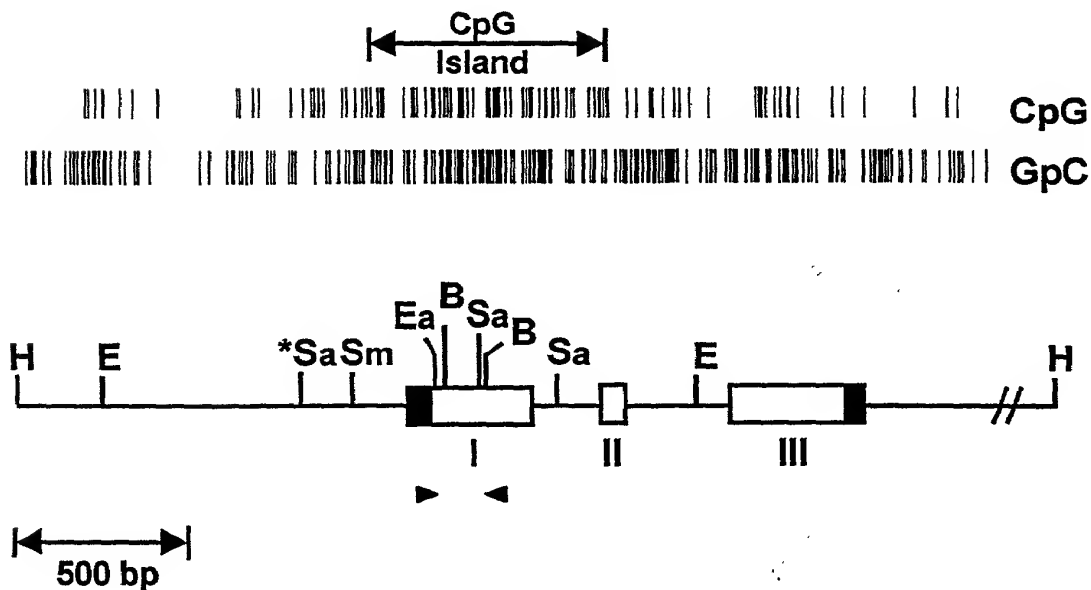 CpG
Island
CpG
GpC
H E *Sa Sm Ea B Sa B Sa E H
I II III
500 bp